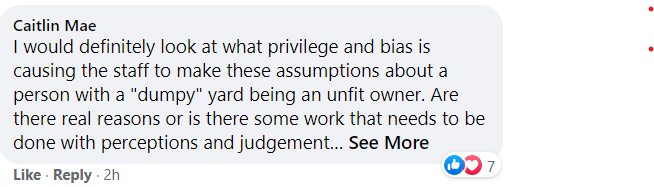 Caitlin Mae
I would definitely look at what privilege and bias is
causing the staff to make these assumptions about a
person with a "dumpy" yard being an unfit owner. Are
there real reasons or is there some work that needs to be
done with perceptions and judgement... See More
Like · Reply · 2h
7